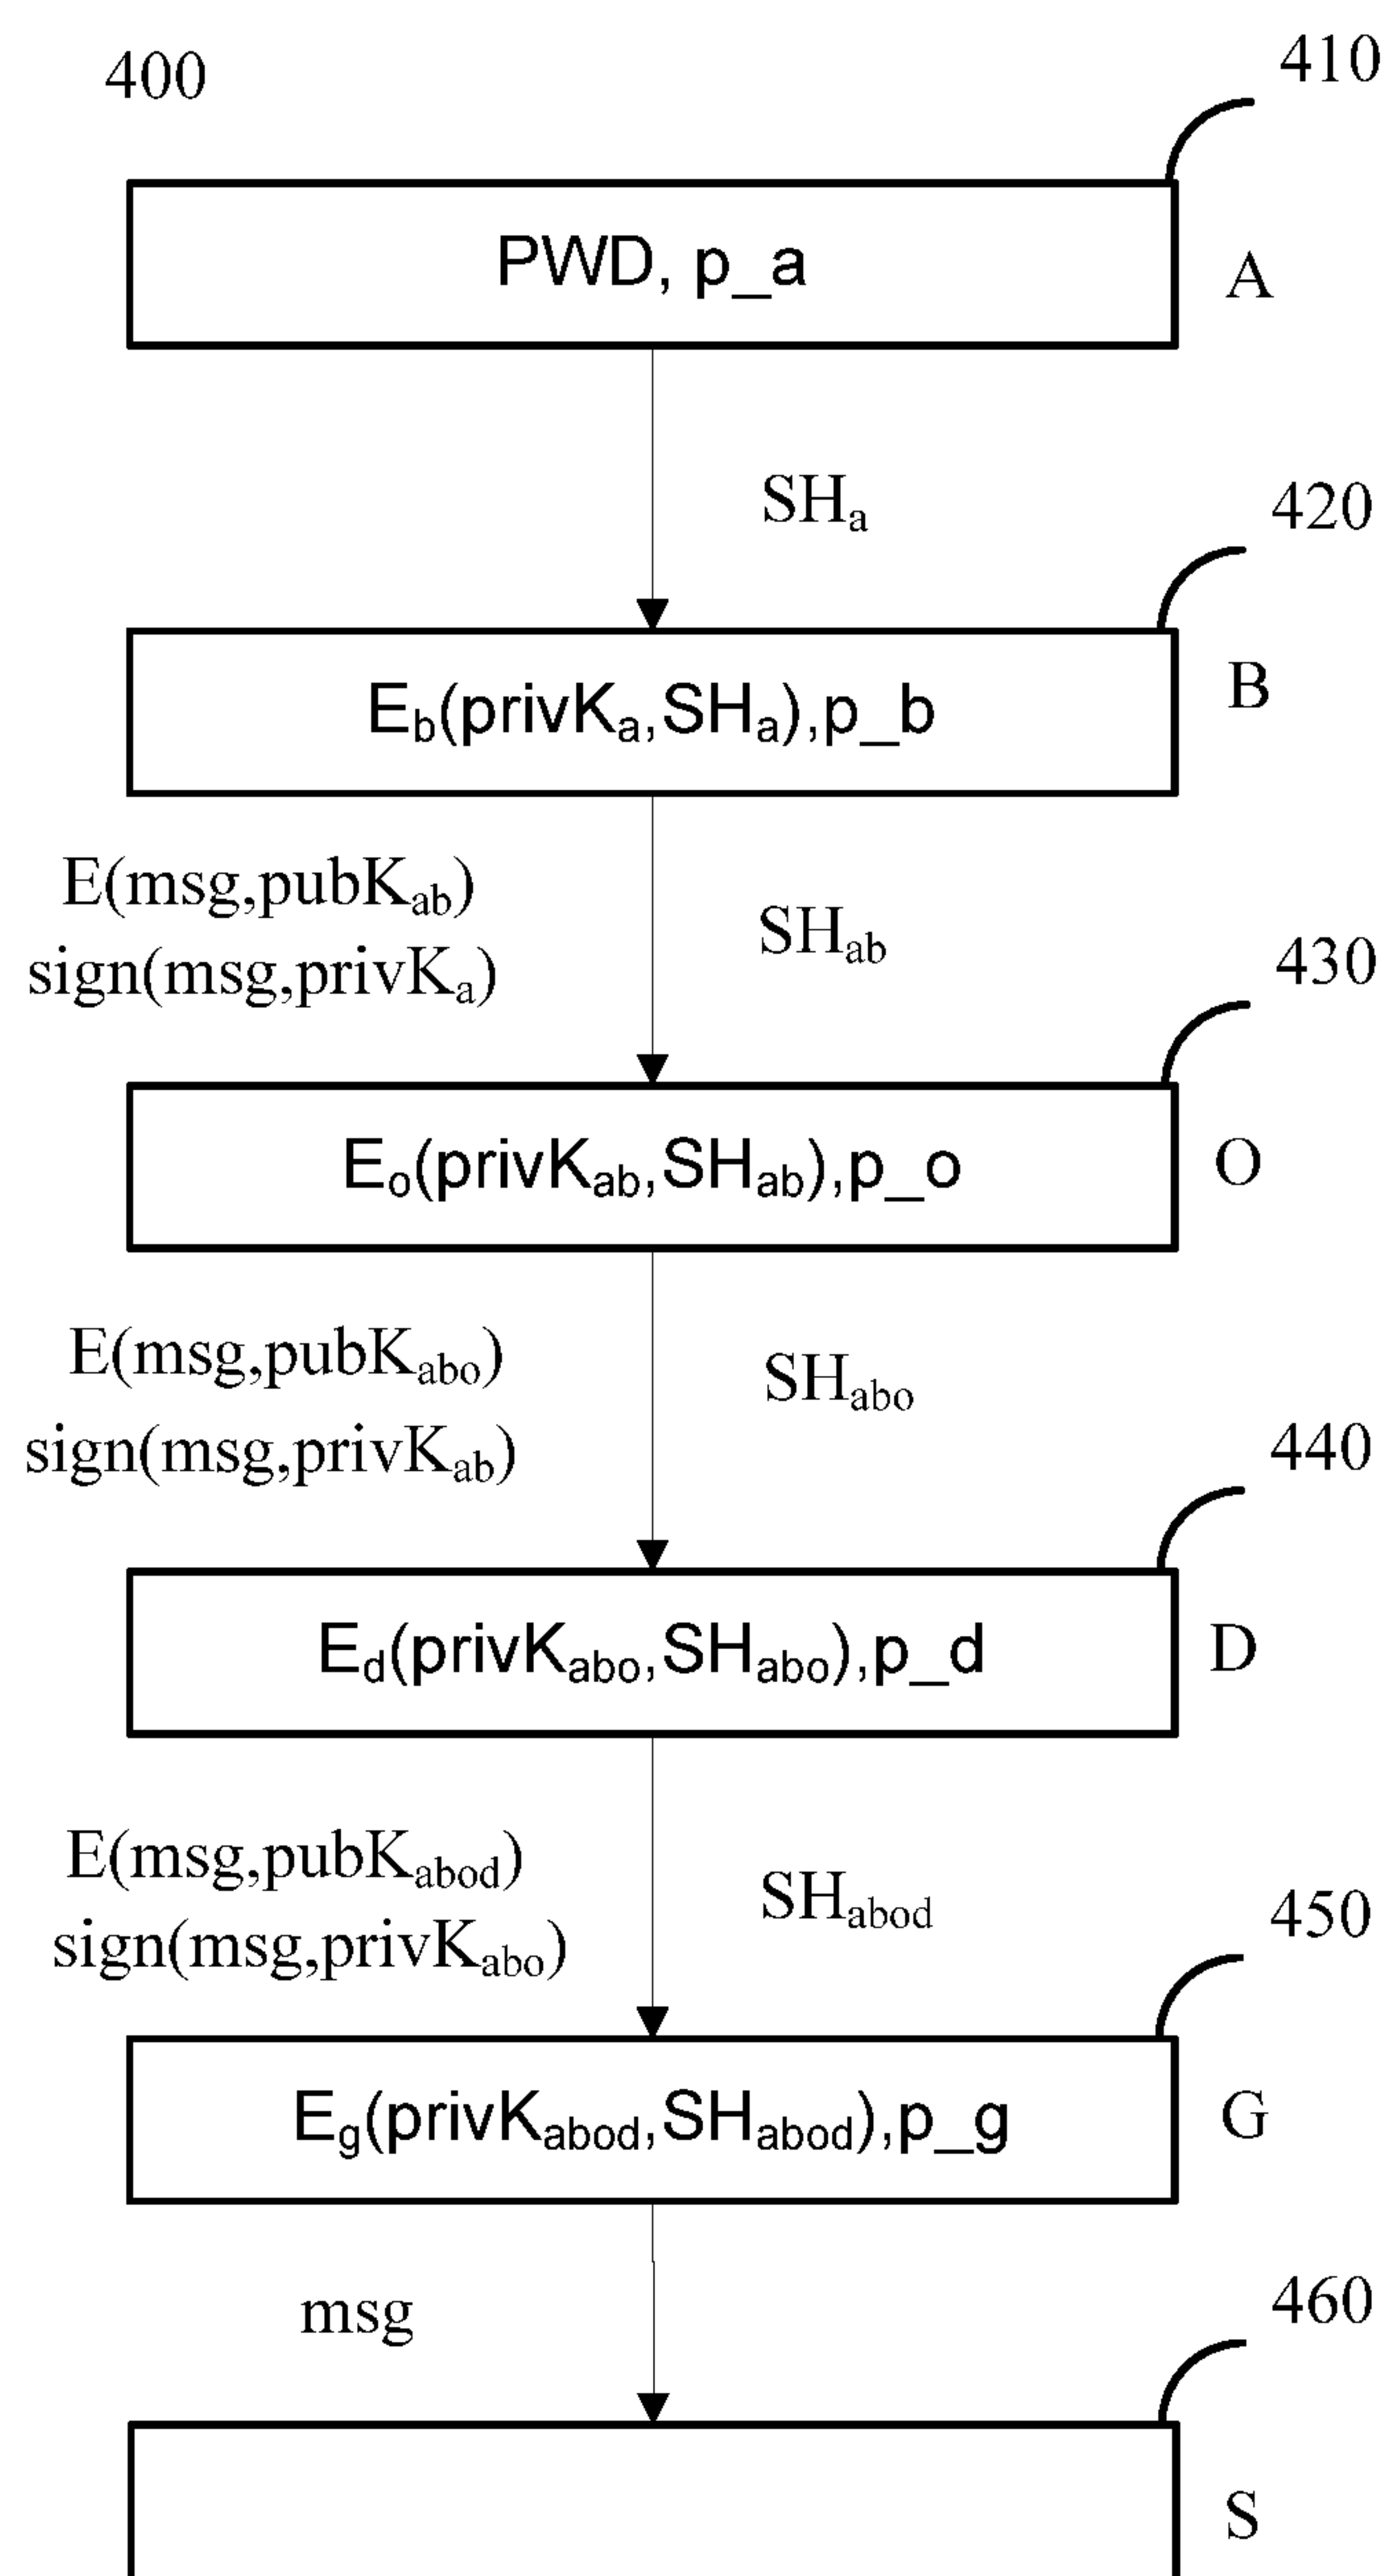 400
410
PWD, p_a
A
SHa
420
Eb(privKa,SHa),p_b
B
E(msg,pubKab)
sign(msg,privKa)
SHab
430
Eo(privKab,SHab),p_o
O
E(msg,pubKabo)
sign(msg,privKab)
SHabo
440
Ed(privKabo,SHabo),p_d
D
E(msg,pubKabod)
sign(msg,privKabo)
SHabod
450
Eg(privKabod,SHabod),p_g
G
msg
460
S